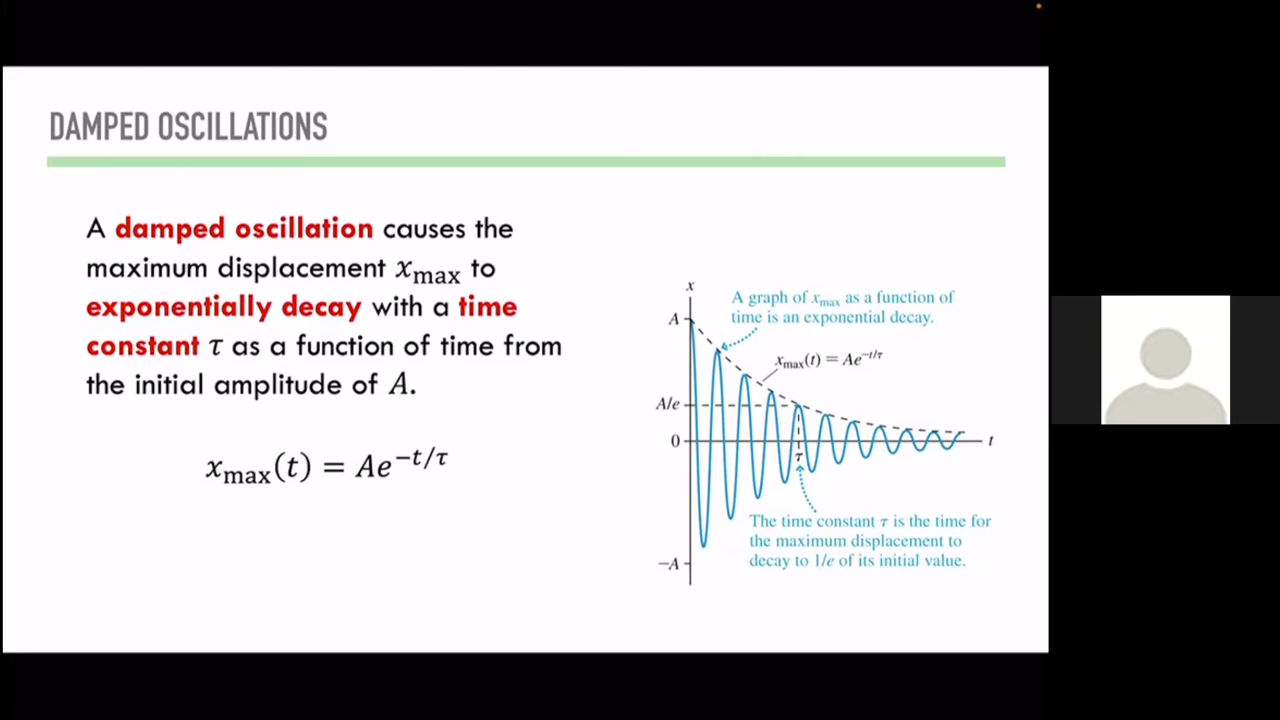 DAMPED OSCILLATIONS
A damped oscillation causes the
maximum displacement x_max to
exponentially decay with a time
constant τ as a function of time from
the initial amplitude of A.
x_max(t) = Ae^{−t/τ}
x
A graph of x_max as a function of
time is an exponential decay.
A
x_max(t) = Ae^{−t/τ}
A/e
0
t
τ
The time constant τ is the time for
the maximum displacement to
decay to 1/e of its initial value.
−A